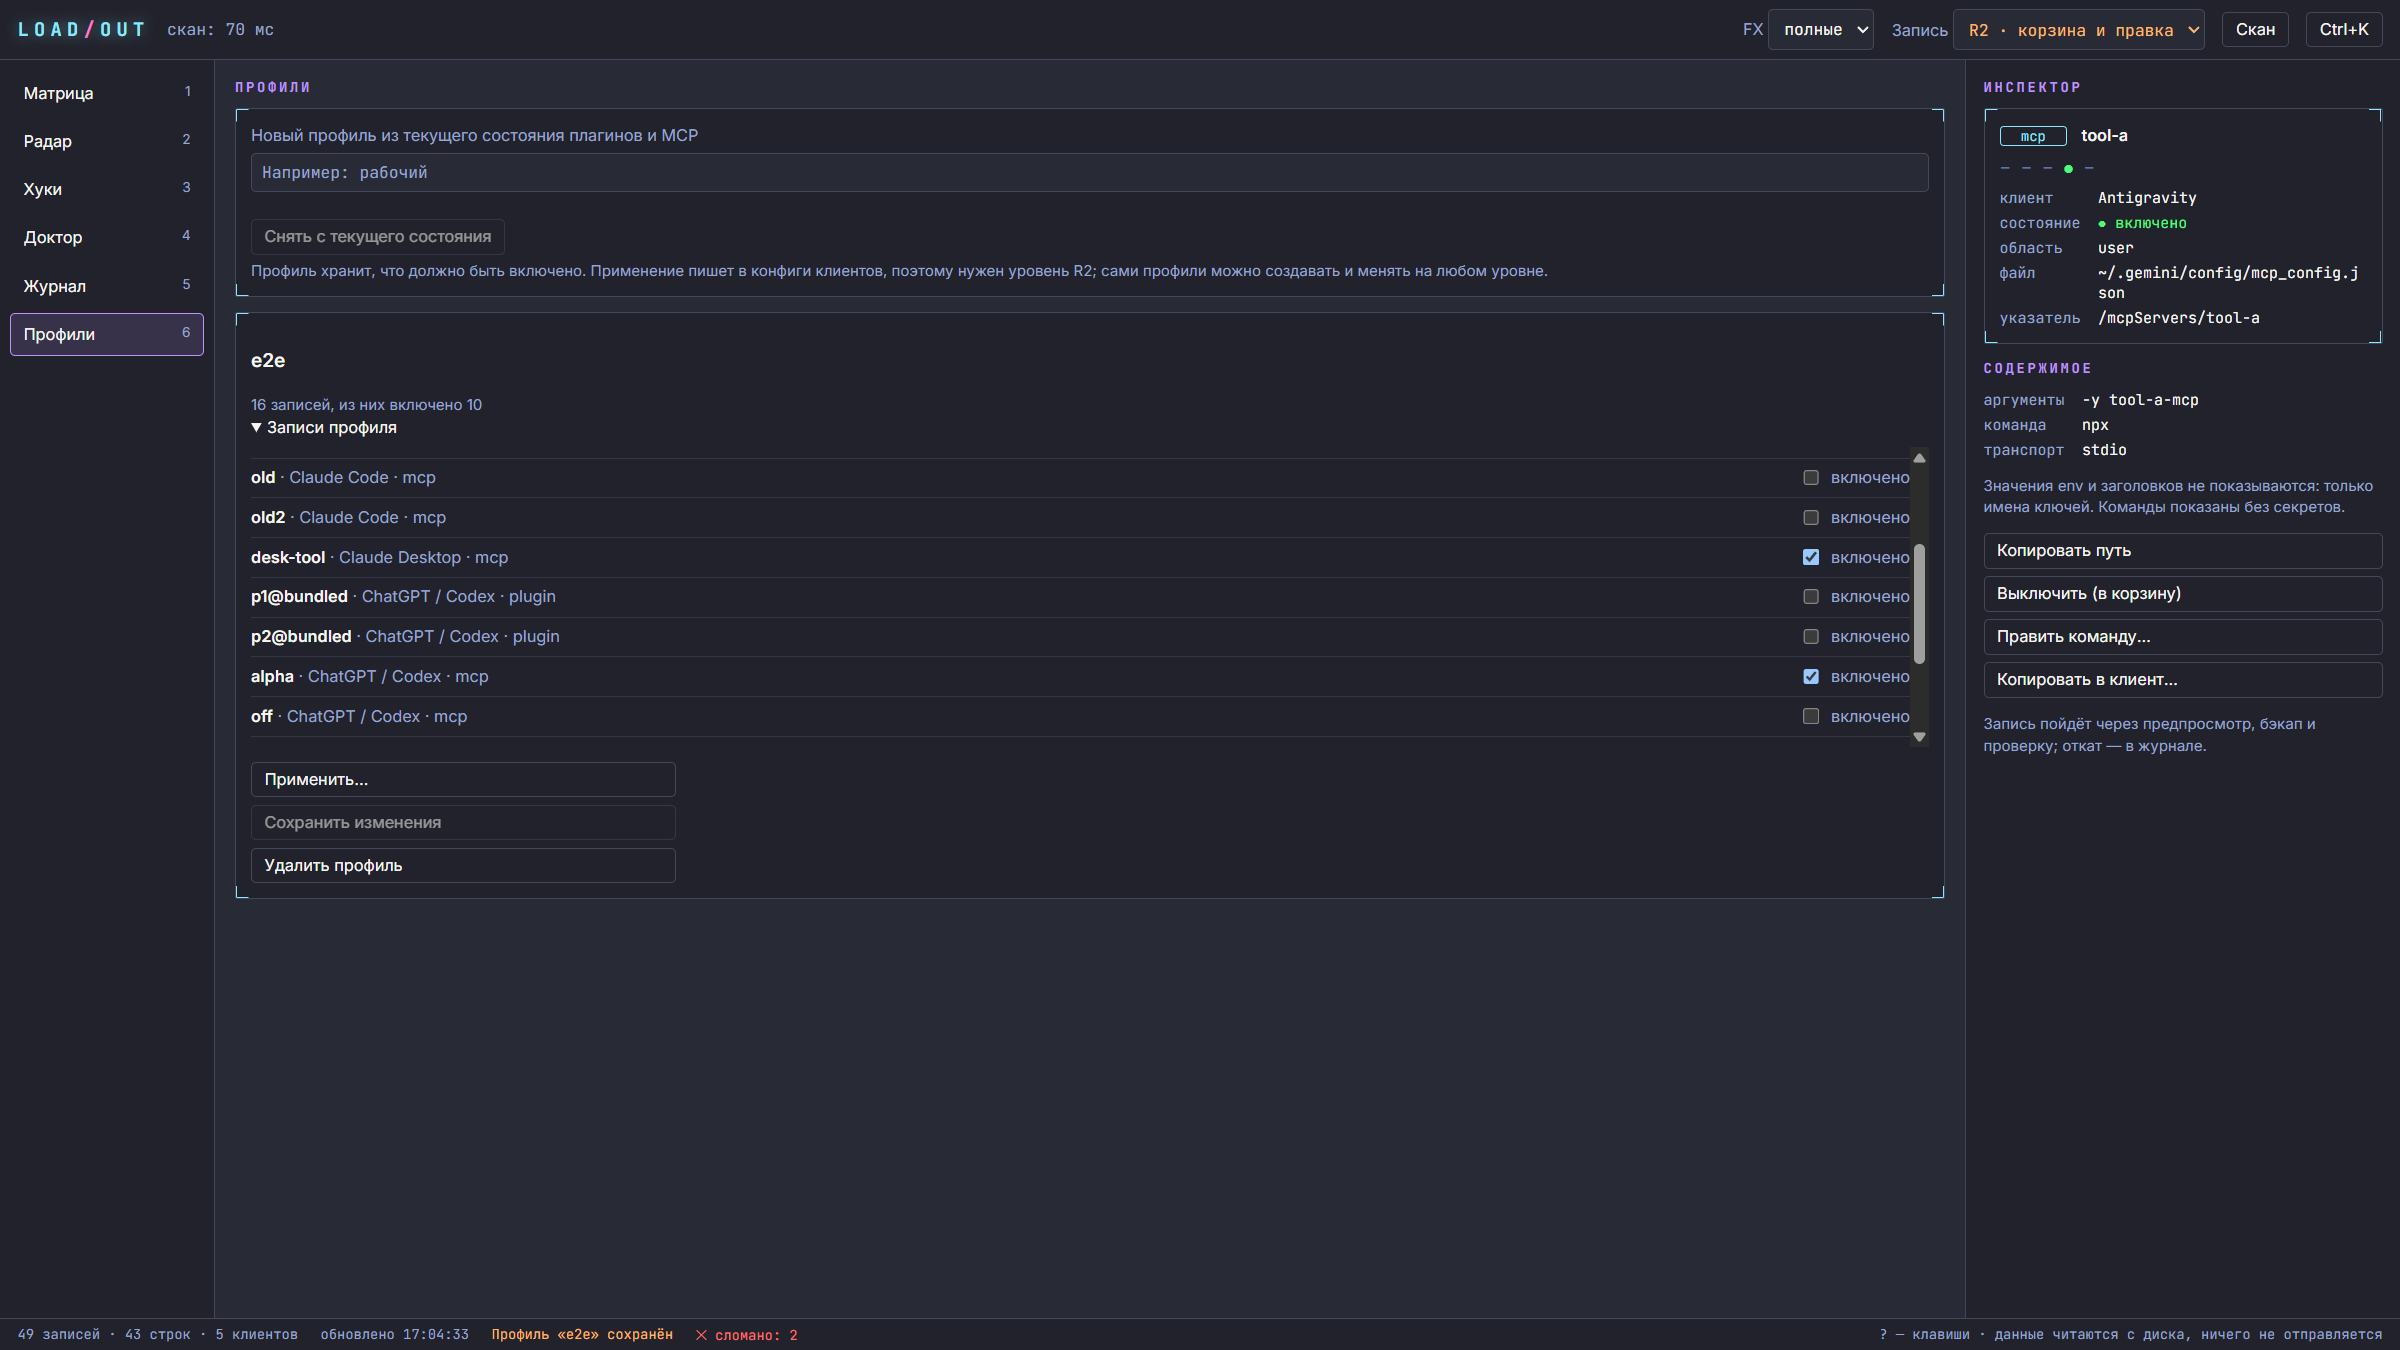 LOAD/OUT скан: 70 мс FX полные Запись R2 · корзина и правка Скан Ctrl+K
Матрица 1
Радар 2
Хуки 3
Доктор 4
Журнал 5
Профили 6
ПРОФИЛИ
Новый профиль из текущего состояния плагинов и MCP
Например: рабочий
Снять с текущего состояния
Профиль хранит, что должно быть включено. Применение пишет в конфиги клиентов, поэтому нужен уровень R2; сами профили можно создавать и менять на любом уровне.
e2e
16 записей, из них включено 10
▼ Записи профиля
old · Claude Code · mcp включено
old2 · Claude Code · mcp включено
desk-tool · Claude Desktop · mcp включено
p1@bundled · ChatGPT / Codex · plugin включено
p2@bundled · ChatGPT / Codex · plugin включено
alpha · ChatGPT / Codex · mcp включено
off · ChatGPT / Codex · mcp включено
Применить...
Сохранить изменения
Удалить профиль
ИНСПЕКТОР
mcp tool-a
— — — ● —
клиент Antigravity
состояние ● включено
область user
файл ~/.gemini/config/mcp_config.j
son
указатель /mcpServers/tool-a
СОДЕРЖИМОЕ
аргументы -y tool-a-mcp
команда npx
транспорт stdio
Значения env и заголовков не показываются: только
имена ключей. Команды показаны без секретов.
Копировать путь
Выключить (в корзину)
Править команду...
Копировать в клиент...
Запись пойдёт через предпросмотр, бэкап и
проверку; откат — в журнале.
49 записей · 43 строк · 5 клиентов обновлено 17:04:33 Профиль «e2e» сохранён ✕ сломано: 2 ? — клавиши · данные читаются с диска, ничего не отправляется